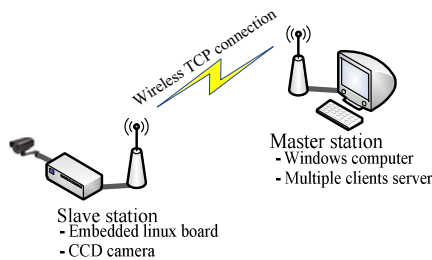 Wireless TCP connection
Master station
- Windows computer
- Multiple clients server
Slave station
- Embedded linux board
- CCD camera